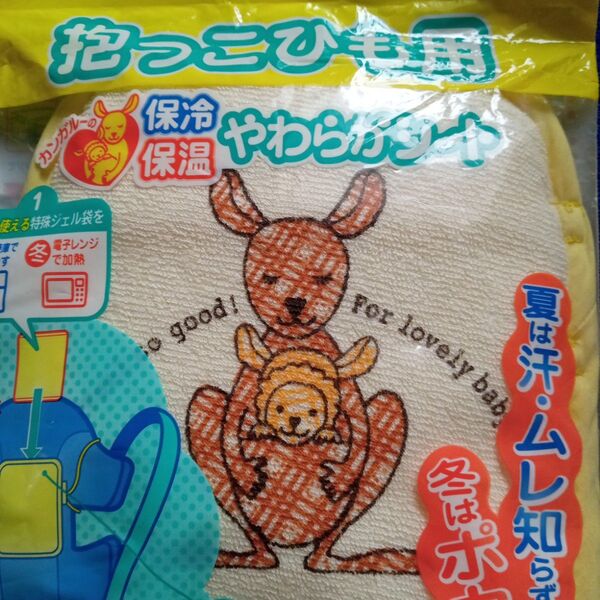 抱っこひも用
カンガルーの
保冷
保温
やわらかシート
1
使える特殊ジェル袋を
冬
電子レンジ
で加熱
so good!
For lovely baby
夏は汗・ムレ知らず
冬はポ